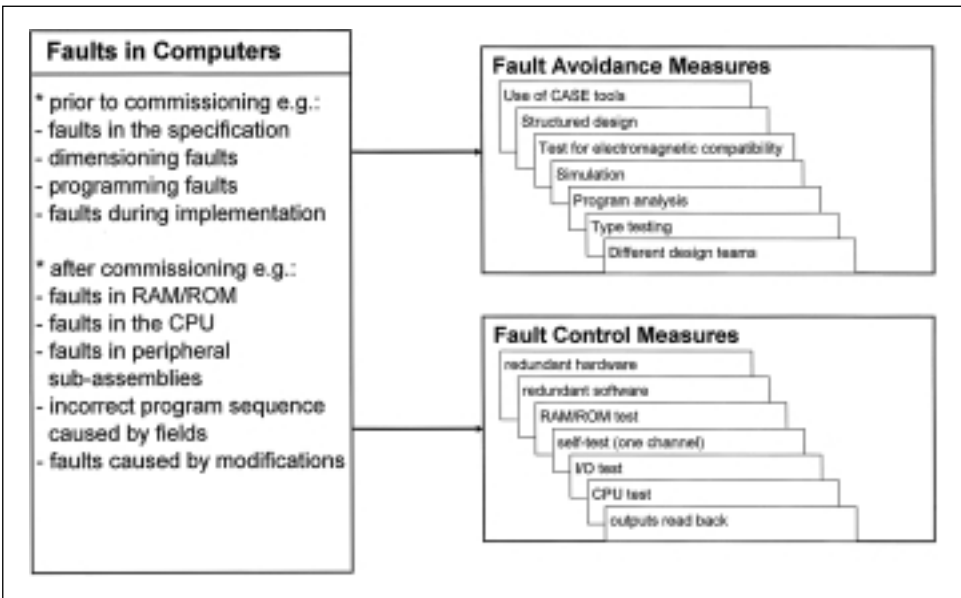 Faults in Computers
* prior to commissioning e.g.:
- faults in the specification
- dimensioning faults
- programming faults
- faults during implementation
* after commissioning e.g.:
- faults in RAM/ROM
- faults in the CPU
- faults in peripheral
sub-assemblies
- incorrect program sequence
caused by fields
- faults caused by modifications
Fault Avoidance Measures
Use of CASE tools
Structured design
Test for electromagnetic compatibility
Simulation
Program analysis
Type testing
Different design teams
Fault Control Measures
redundant hardware
redundant software
RAM/ROM test
self-test (one channel)
I/O test
CPU test
outputs read back